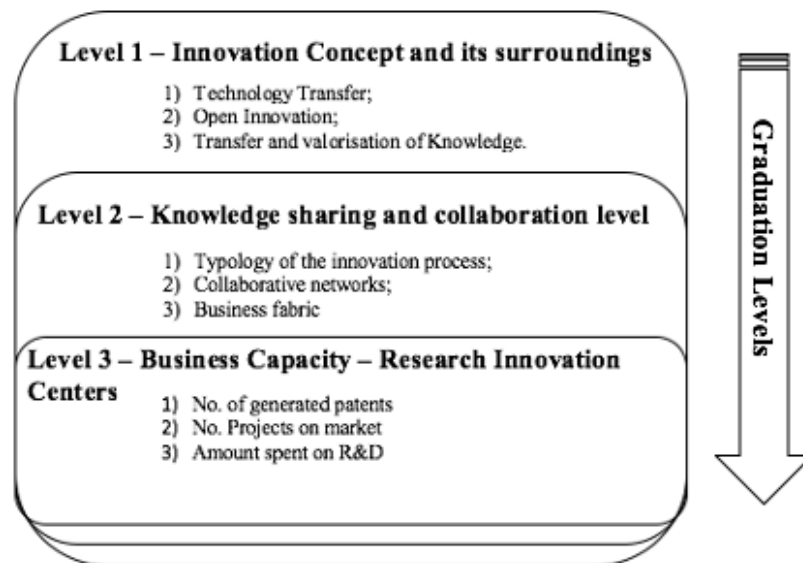 Level 1 – Innovation Concept and its surroundings
1) Technology Transfer;
2) Open Innovation;
3) Transfer and valorisation of Knowledge.
Level 2 – Knowledge sharing and collaboration level
1) Typology of the innovation process;
2) Collaborative networks;
3) Business fabric
Level 3 – Business Capacity – Research Innovation
Centers
1) No. of generated patents
2) No. Projects on market
3) Amount spent on R&D
Graduation Levels